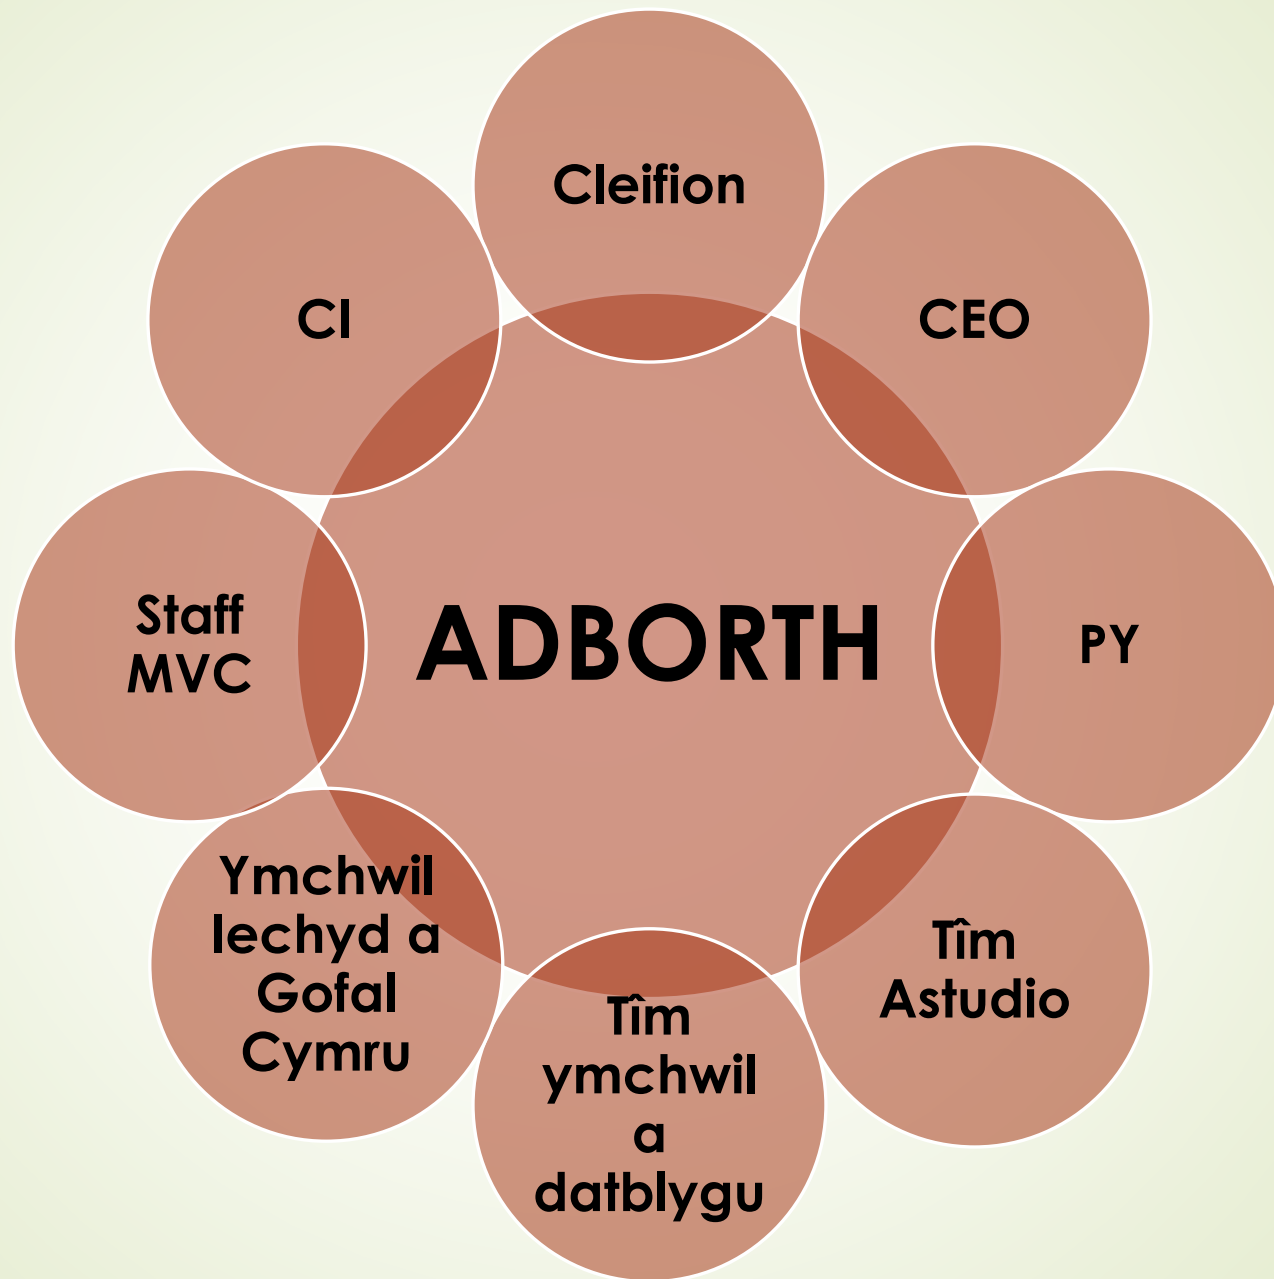 Cleifion
CI
CEO
Staff
MVC
ADBORTH
PY
Ymchwil
Iechyd a
Gofal
Cymru
Tîm
Astudio
Tîm
ymchwil
a
datblygu